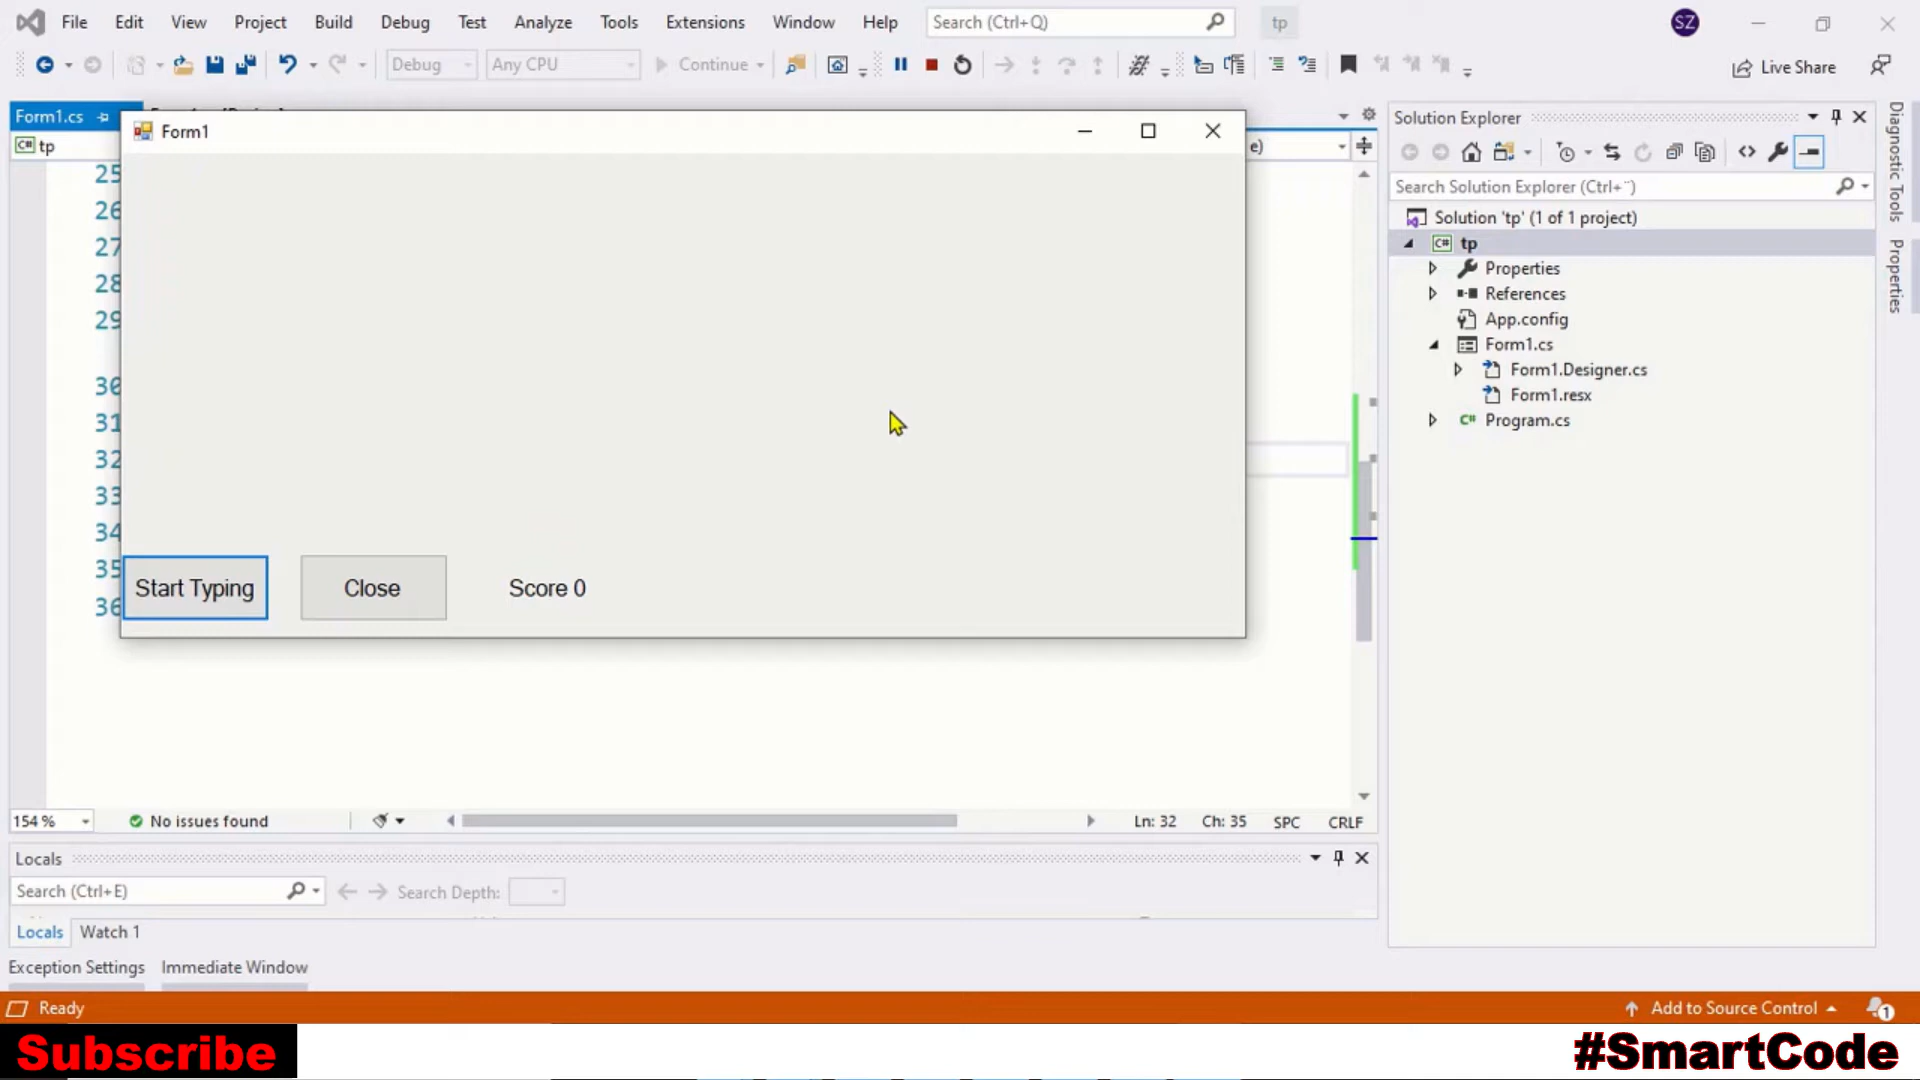 File Edit View Project Build Debug Test Analyze Tools Extensions Window Help Search (Ctrl+Q) tp SZ
Debug Any CPU Continue Live Share
Form1.cs
tp
Form1
e)
25
26
27
28
29
30
31
32
33
34
35
36
Start Typing Close Score 0
154 % No issues found Ln: 32 Ch: 35 SPC CRLF
Locals
Search (Ctrl+E) Search Depth:
Locals Watch 1
Exception Settings Immediate Window
Solution Explorer
Search Solution Explorer (Ctrl+¨)
Solution 'tp' (1 of 1 project)
C# tp
Properties
References
App.config
Form1.cs
Form1.Designer.cs
Form1.resx
C# Program.cs
Diagnostic Tools
Properties
Ready Add to Source Control 1
Subscribe #SmartCode